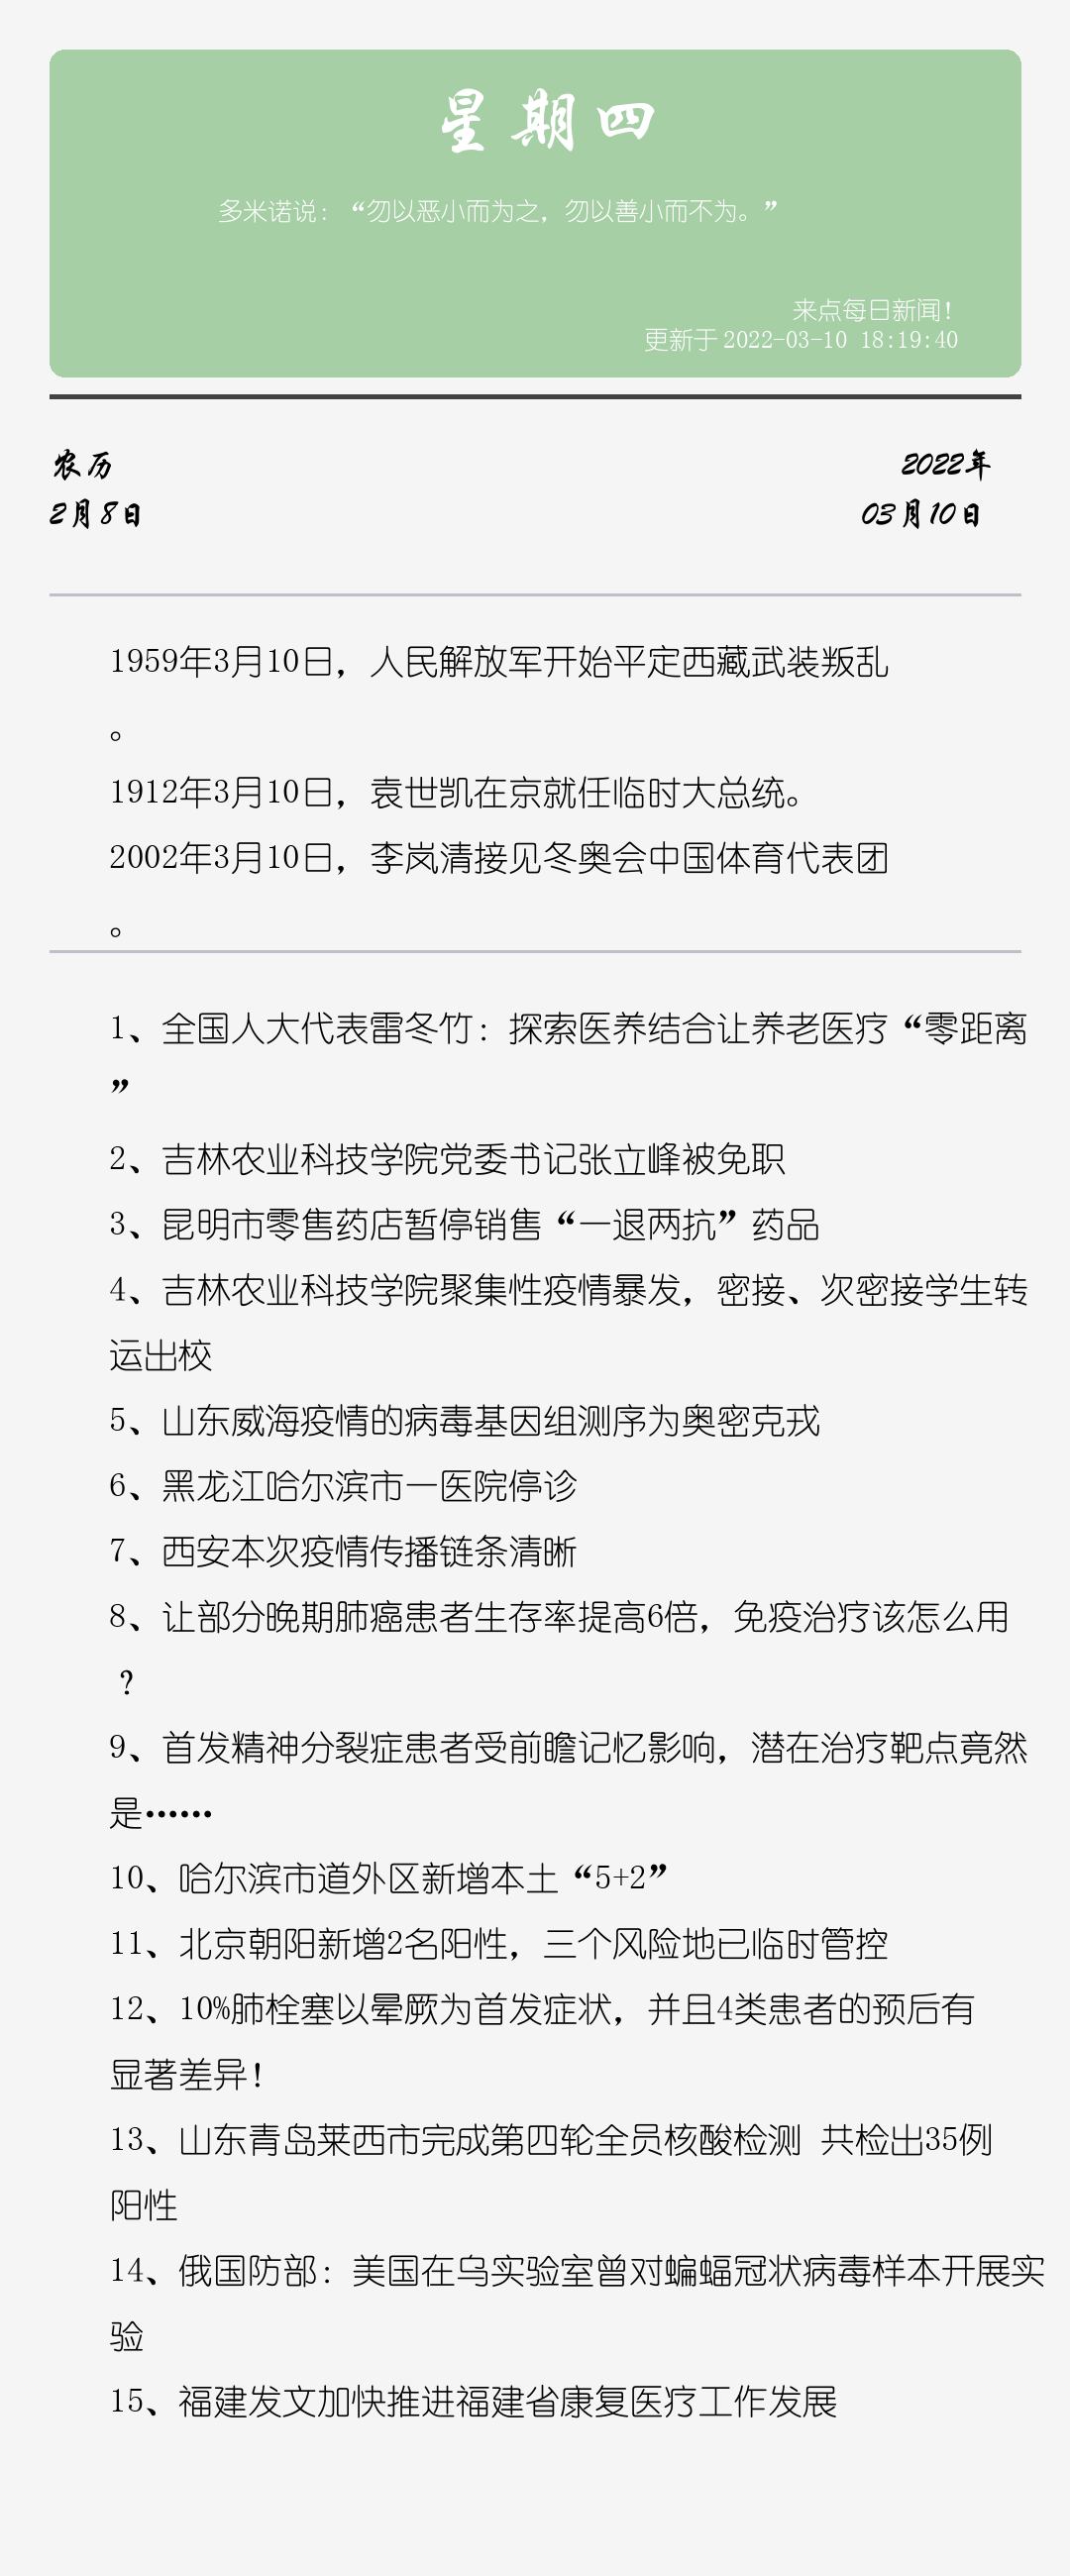 星期四
多米诺说：“勿以恶小而为之，勿以善小而不为。”
来点每日新闻！
更新于 2022-03-10 18:19:40
农历
2022年
2月8日
03月10日
1959年3月10日，人民解放军开始平定西藏武装叛乱
。
1912年3月10日，袁世凯在京就任临时大总统。
2002年3月10日，李岚清接见冬奥会中国体育代表团
。
1、全国人大代表雷冬竹：探索医养结合让养老医疗“零距离
”
2、吉林农业科技学院党委书记张立峰被免职
3、昆明市零售药店暂停销售“一退两抗”药品
4、吉林农业科技学院聚集性疫情暴发，密接、次密接学生转
运出校
5、山东威海疫情的病毒基因组测序为奥密克戎
6、黑龙江哈尔滨市一医院停诊
7、西安本次疫情传播链条清晰
8、让部分晚期肺癌患者生存率提高6倍，免疫治疗该怎么用
？
9、首发精神分裂症患者受前瞻记忆影响，潜在治疗靶点竟然
是……
10、哈尔滨市道外区新增本土“5+2”
11、北京朝阳新增2名阳性，三个风险地已临时管控
12、10%肺栓塞以晕厥为首发症状，并且4类患者的预后有
显著差异！
13、山东青岛莱西市完成第四轮全员核酸检测 共检出35例
阳性
14、俄国防部：美国在乌实验室曾对蝙蝠冠状病毒样本开展实
验
15、福建发文加快推进福建省康复医疗工作发展